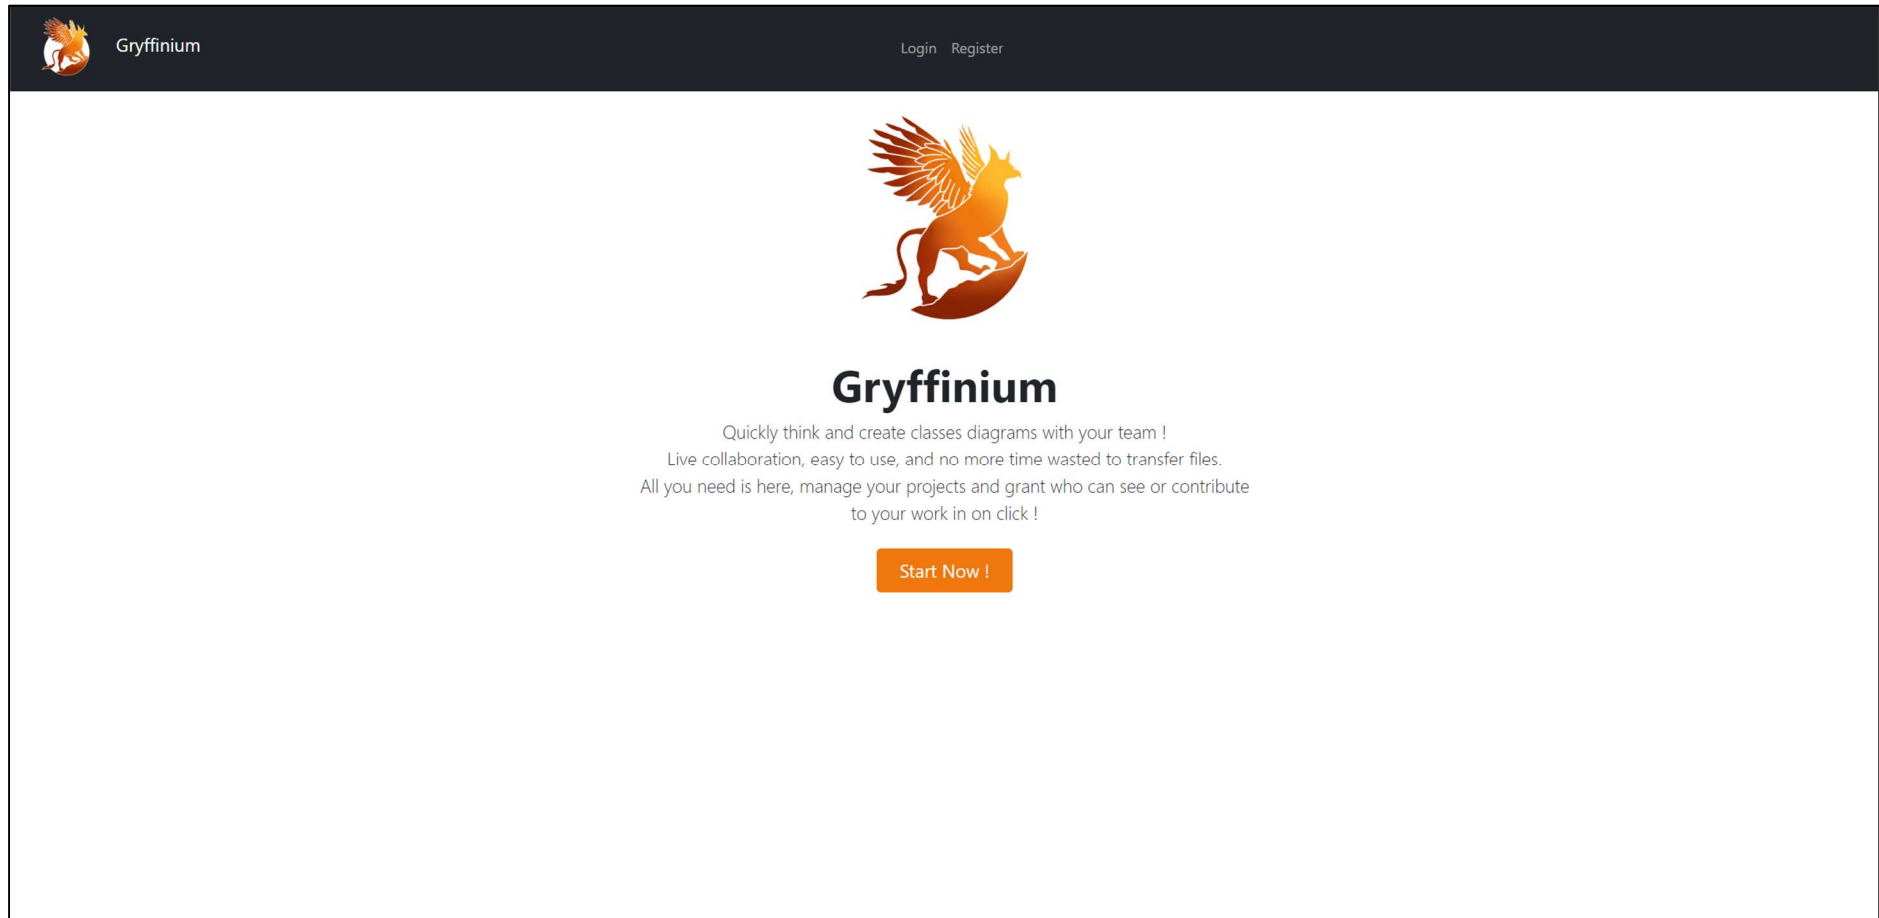 Gryffinium
Login Register
Gryffinium
Quickly think and create classes diagrams with your team !
Live collaboration, easy to use, and no more time wasted to transfer files.
All you need is here, manage your projects and grant who can see or contribute
to your work in on click !
Start Now !